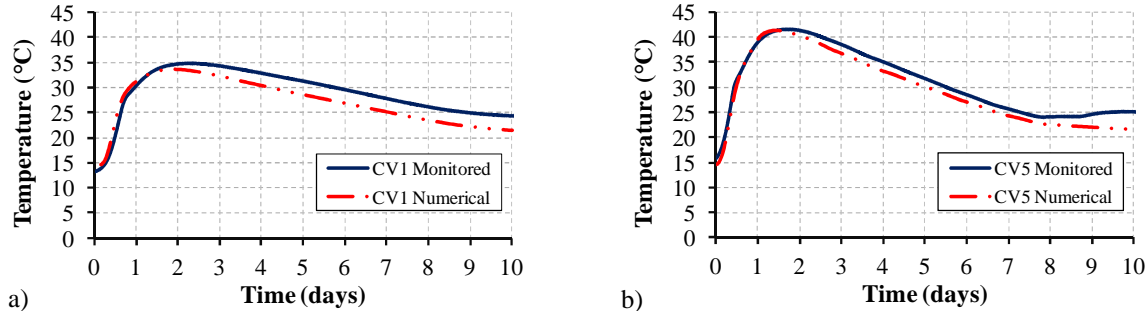 45
40
35
30
25
20
15
10
5
0
Temperature (°C)
CV1 Monitored
CV1 Numerical
0 1 2 3 4 5 6 7 8 9 10
Time (days)
a)
45
40
35
30
25
20
15
10
5
0
Temperature (°C)
CV5 Monitored
CV5 Numerical
0 1 2 3 4 5 6 7 8 9 10
Time (days)
b)